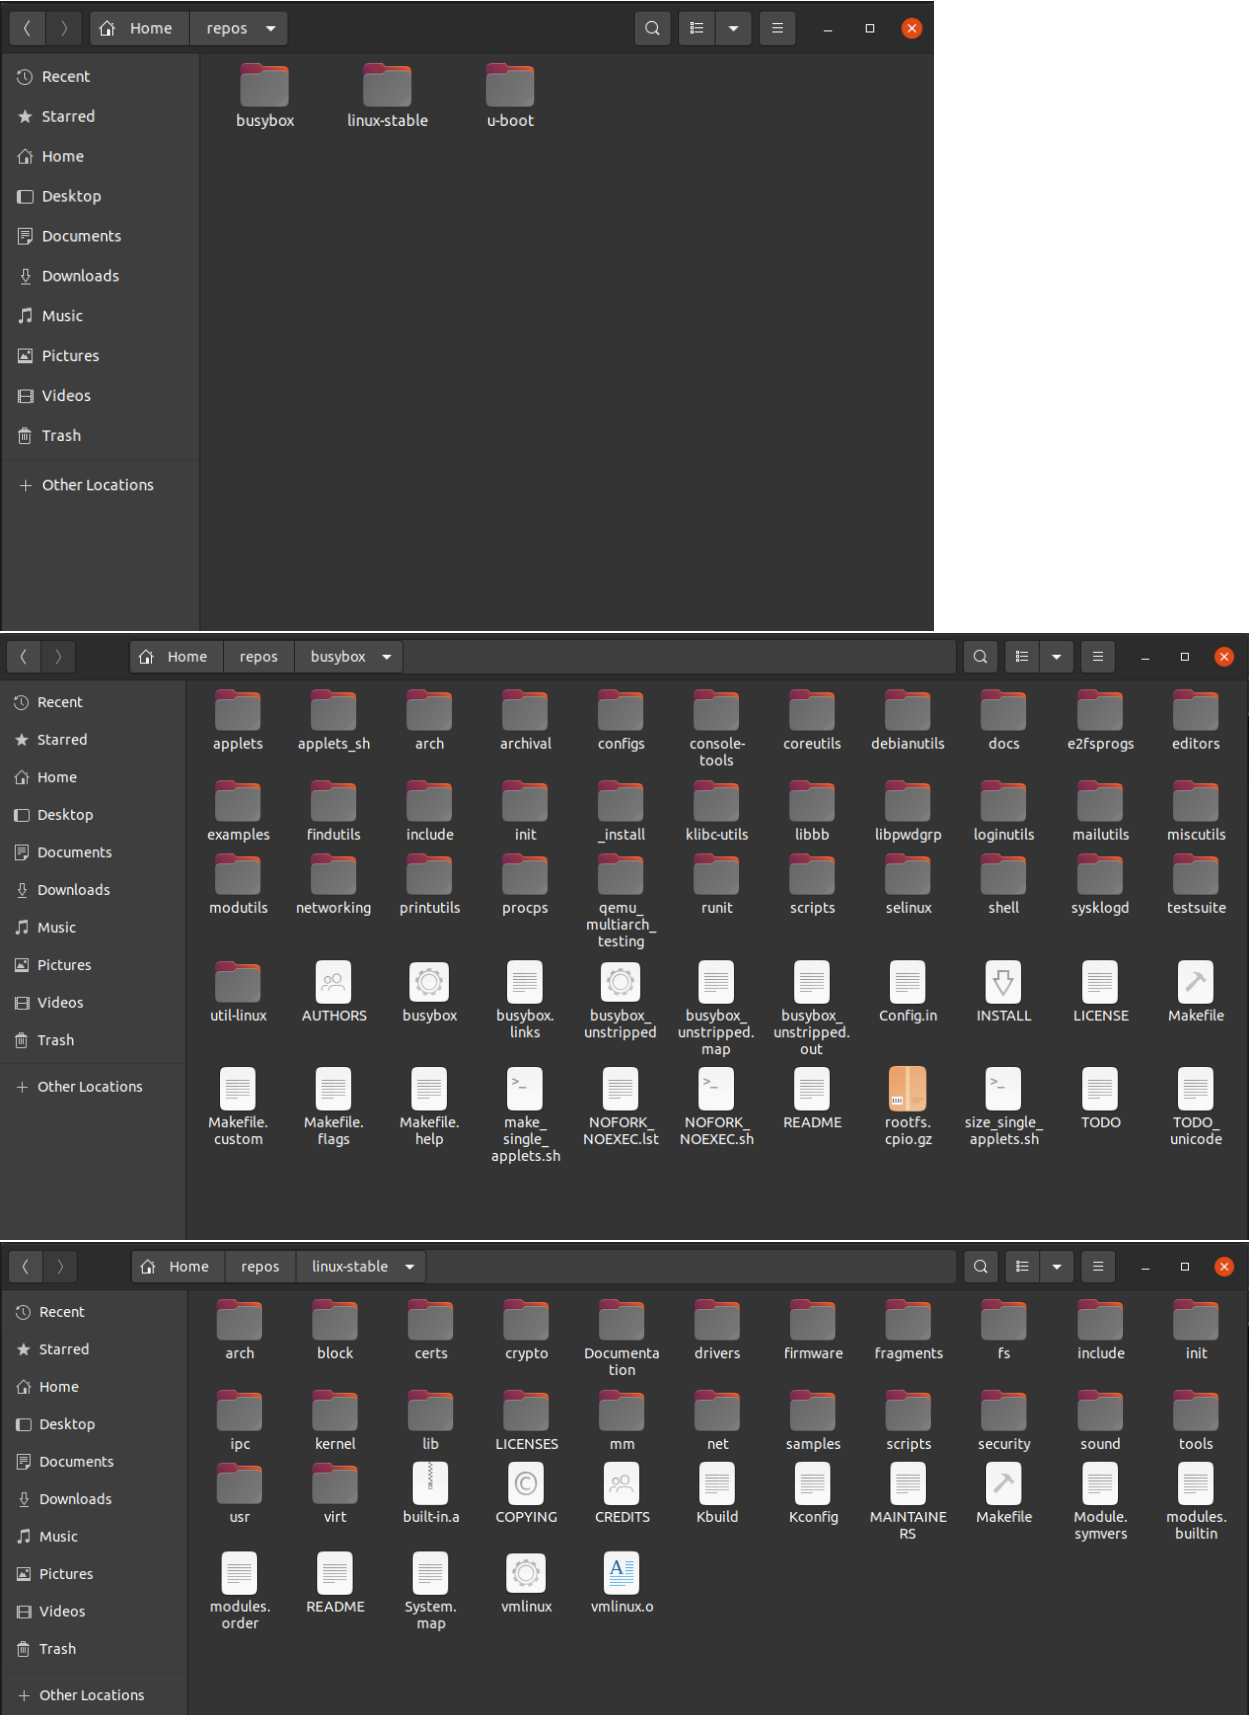 Home repos
Recent
Starred
Home
Desktop
Documents
Downloads
Music
Pictures
Videos
Trash
Other Locations
busybox linux-stable u-boot
Home repos busybox
Recent
Starred
Home
Desktop
Documents
Downloads
Music
Pictures
Videos
Trash
Other Locations
applets applets_sh arch archival configs console- coreutils debianutils docs e2fsprogs editors
tools
examples findutils include init _install klibc-utils libbb libpwdgrp loginutils mailutils miscutils
modutils networking printutils procps qemu_ runit scripts selinux shell sysklogd testsuite
multiarch_
testing
util-linux AUTHORS busybox busybox. busybox_ busybox_ busybox_ Config.in INSTALL LICENSE Makefile
links unstripped unstripped. unstripped.
map out
Makefile. Makefile. Makefile. make_ NOFORK_ NOFORK_ README rootfs. size_single_ TODO TODO_
custom flags help single_ NOEXEC.lst NOEXEC.sh cpio.gz applets.sh unicode
applets.sh
Home repos linux-stable
Recent
Starred
Home
Desktop
Documents
Downloads
Music
Pictures
Videos
Trash
Other Locations
arch block certs crypto Documenta drivers firmware fragments fs include init
tion
ipc kernel lib LICENSES mm net samples scripts security sound tools
usr virt built-in.a COPYING CREDITS Kbuild Kconfig MAINTAINE Makefile Module. modules.
RS symvers builtin
modules. README System. vmlinux vmlinux.o
order map